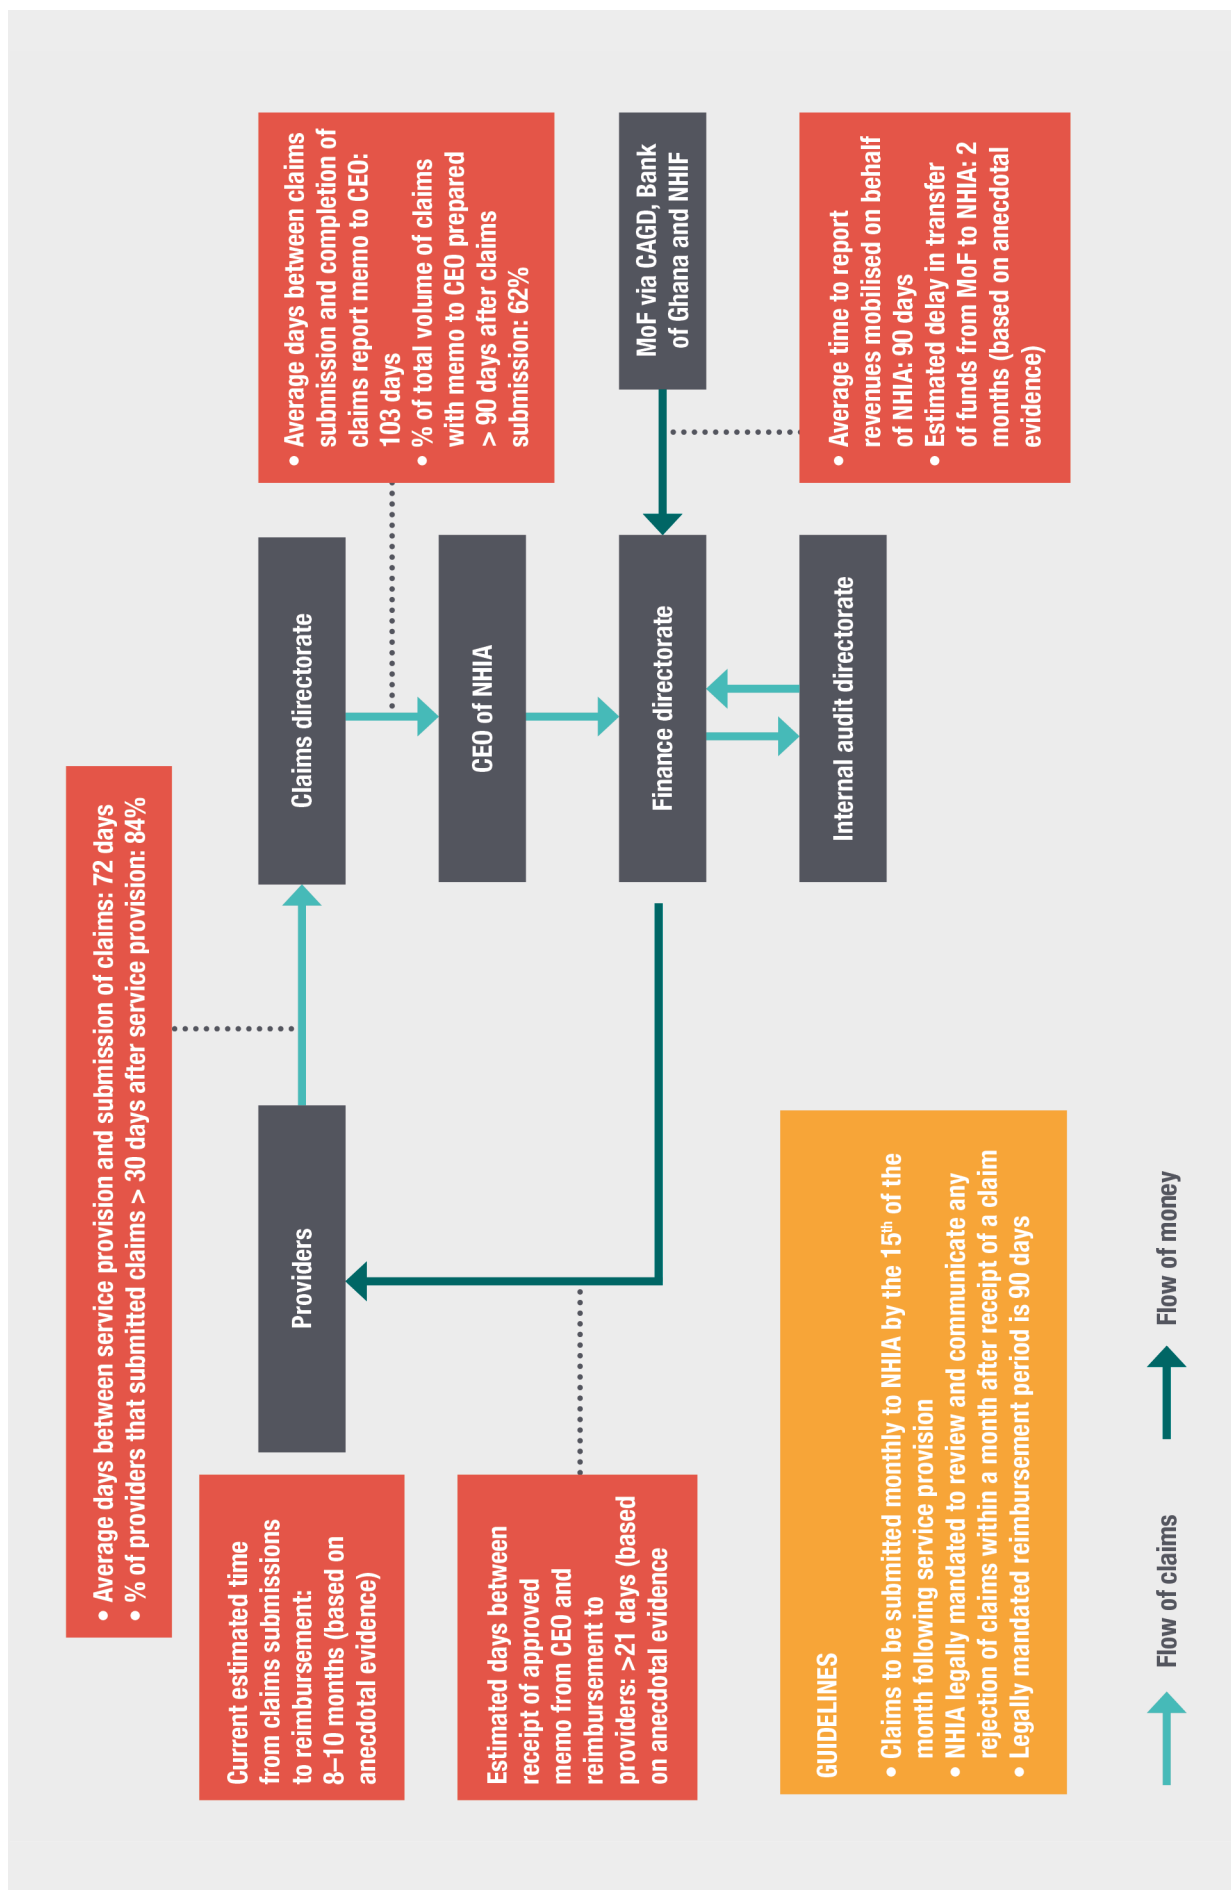 • Average days between service provision and submission of claims: 72 days
• % of providers that submitted claims > 30 days after service provision: 84%
Current estimated time
from claims submissions
to reimbursement:
8–10 months (based on
anecdotal evidence)
Providers
Claims directorate
• Average days between claims
submission and completion of
claims report memo to CEO:
103 days
• % of total volume of claims
with memo to CEO prepared
> 90 days after claims
submission: 62%
CEO of NHIA
Estimated days between
receipt of approved
memo from CEO and
reimbursement to
providers: >21 days (based
on anecdotal evidence
Finance directorate
MoF via CAGD, Bank
of Ghana and NHIF
Internal audit directorate
• Average time to report
revenues mobilised on behalf
of NHIA: 90 days
• Estimated delay in transfer
of funds from MoF to NHIA: 2
months (based on anecdotal
evidence)
GUIDELINES
• Claims to be submitted monthly to NHIA by the 15th of the
month following service provision
• NHIA legally mandated to review and communicate any
rejection of claims within a month after receipt of a claim
• Legally mandated reimbursement period is 90 days
Flow of claims
Flow of money